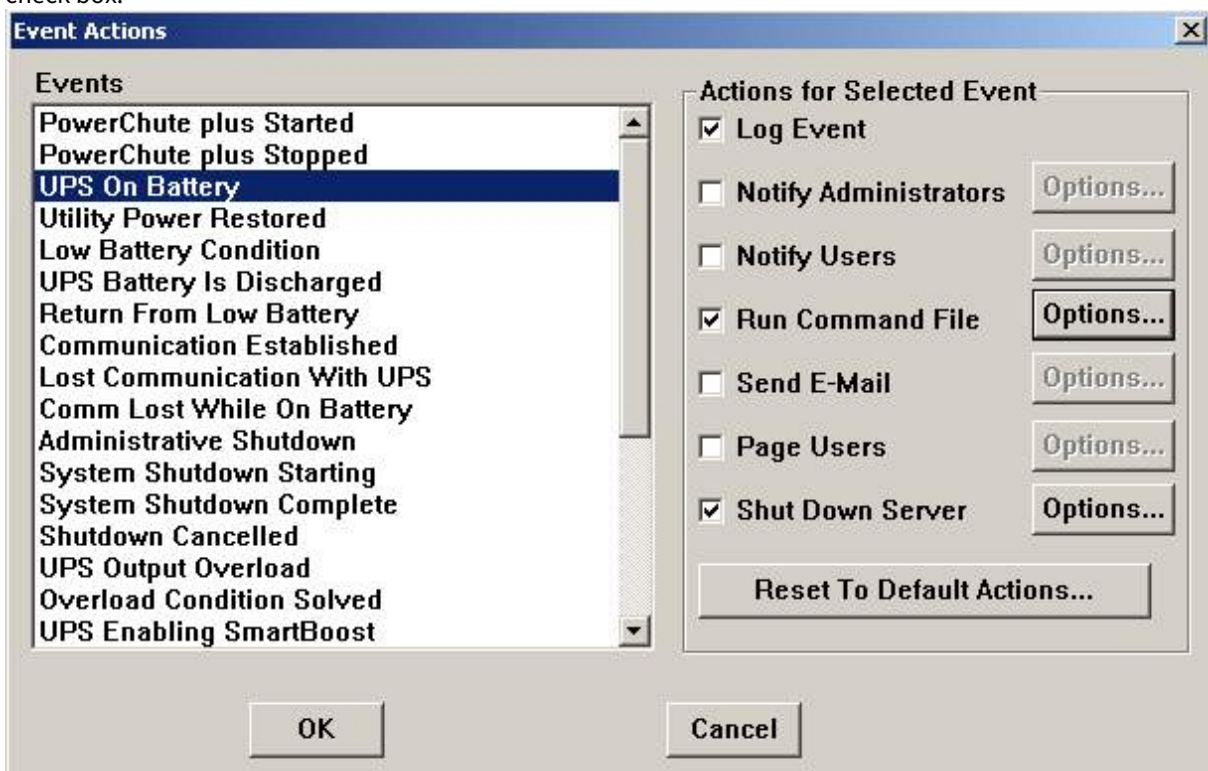 check box.
Event Actions
Events
PowerChute plus Started
PowerChute plus Stopped
UPS On Battery
Utility Power Restored
Low Battery Condition
UPS Battery Is Discharged
Return From Low Battery
Communication Established
Lost Communication With UPS
Comm Lost While On Battery
Administrative Shutdown
System Shutdown Starting
System Shutdown Complete
Shutdown Cancelled
UPS Output Overload
Overload Condition Solved
UPS Enabling SmartBoost
Actions for Selected Event
Log Event
Notify Administrators Options...
Notify Users Options...
Run Command File Options...
Send E-Mail Options...
Page Users Options...
Shut Down Server Options...
Reset To Default Actions...
OK
Cancel